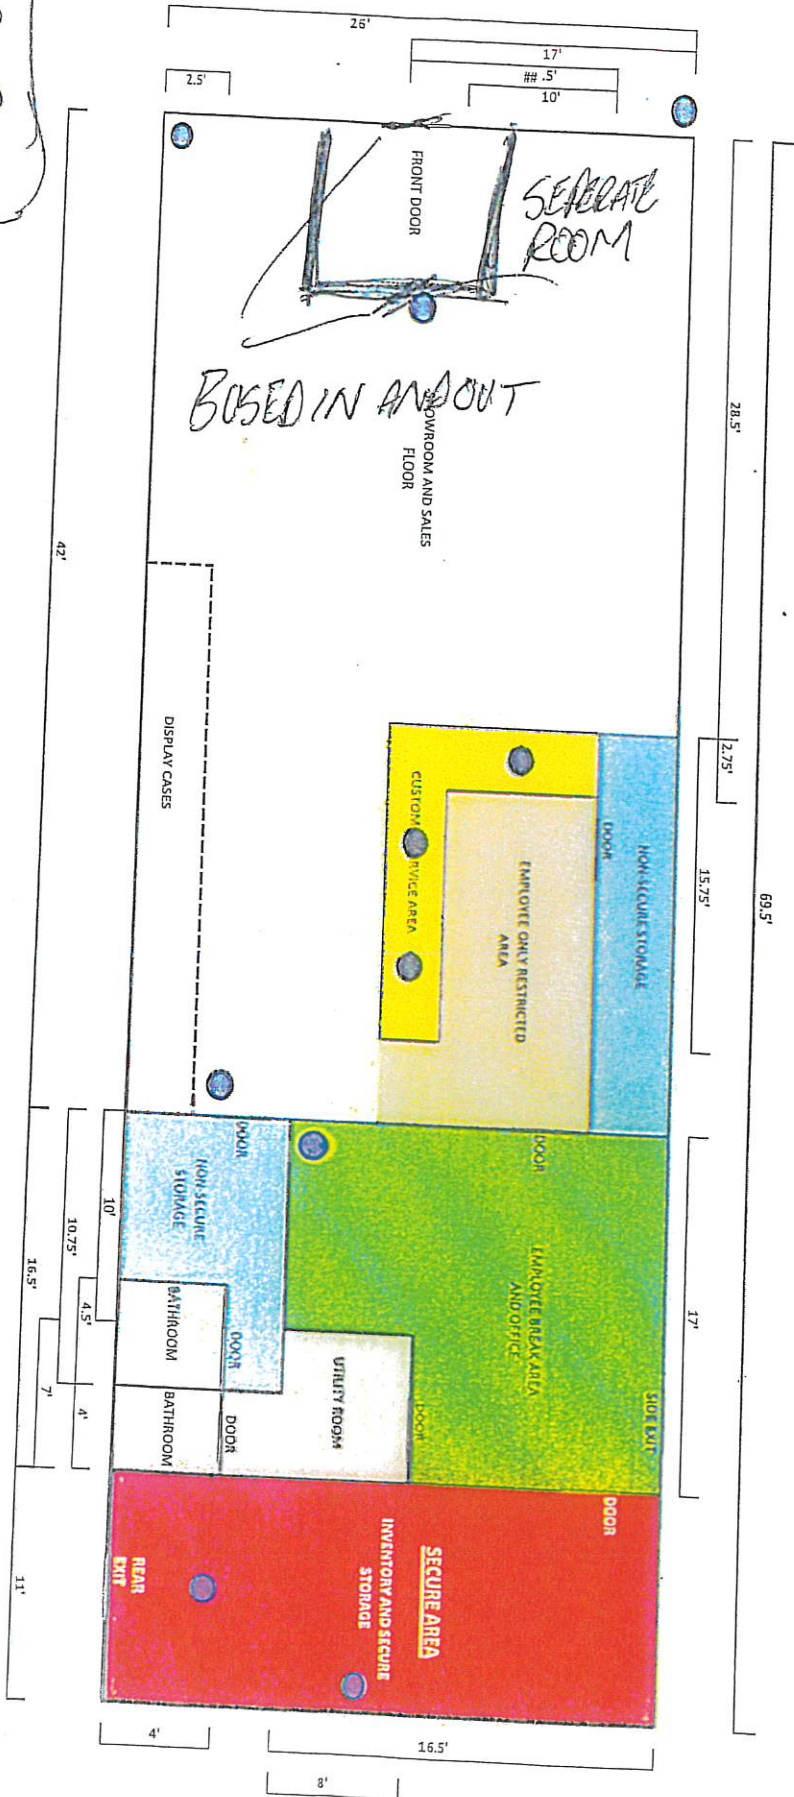 26'
17'
## .5'
10'
2.5'
FRONT DOOR
SEPERATE
ROOM
BUSED IN AND OUT
SHOWROOM AND SALES
FLOOR
28.5'
42'
69.5'
2.75'
15.75'
DISPLAY CASES
CUSTOM RVICE AREA
DOOR
NON-SECURE STORAGE
EMPLOYEE ONLY RESTRICTED
AREA
DOOR
NON-SECURE
STORAGE
DOOR
EMPLOYEE BREAK AREA
AND OFFICE
17'
10'
10.75'
16.5'
4.5'
7'
4'
BATHROOM
DOOR
BATHROOM
DOOR
UTILITY ROOM
DOOR
SIDE EXIT
DOOR
SECURE AREA
INVENTORY AND SECURE
STORAGE
REAR
EXIT
11'
4'
16.5'
8'